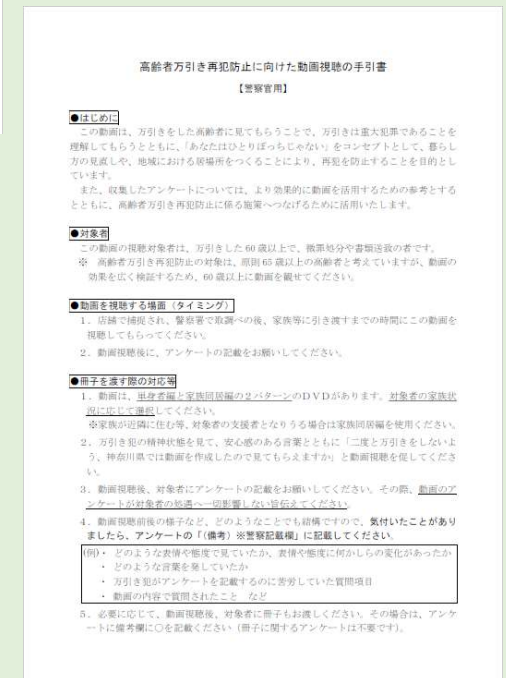 高齢者万引き再犯防止に向けた動画視聴の手引書
【警察官用】
●はじめに
この動画は、万引きをした高齢者に見てもらうことで、万引きは重大犯罪であることを
理解してもらうとともに、「あなたはひとりぼっちじゃない」をコンセプトとして、暮らし
方の見直しや、地域における居場所をつくることにより、再犯を防止することを目的とし
ています。
また、収集したアンケートについては、より効果的に動画を活用するための参考とする
とともに、高齢者万引き再犯防止に係る施策へつなげるために活用いたします。
●対象者
この動画の視聴対象者は、万引きした 60 歳以上で、微罪処分や書類送致の者です。
※ 高齢者万引き再犯防止の対象は、原則 65 歳以上の高齢者と考えていますが、動画の
効果を広く検証するため、60 歳以上に動画を観せてください。
●動画を視聴する場面（タイミング）
1．店舗で捕捉され、警察署で取調べの後、家族等に引き渡すまでの時間にこの動画を
視聴してもらってください。
2．動画視聴後に、アンケートの記載をお願いしてください。
●冊子を渡す際の対応等
1．動画は、単身者編と家族同居編の2パターンのDVDがあります。対象者の家族状
況に応じて選択してください。
※家族が近隣に住む等、対象者の支援者となりうる場合は家族同居編を使用ください。
2．万引き犯の精神状態を見て、安心感のある言葉とともに「二度と万引きをしないよ
う、神奈川県では動画を作成したので見てもらえますか」と動画視聴を促してくださ
い。
3．動画視聴後、対象者にアンケートの記載をお願いしてください。その際、動画のア
ンケートが対象者の処遇へ一切影響しない旨伝えてください。
4．動画視聴前後の様子など、どのようなことでも結構ですので、気付いたことがあり
ましたら、アンケートの「（備考）※警察記載欄」に記載してください。
(例)・ どのような表情や態度で見ていたか、表情や態度に何かしらの変化があったか
・ どのような言葉を発していたか
・ 万引き犯がアンケートを記載するのに苦労していた質問項目
・ 動画の内容で質問されたこと など
5．必要に応じて、動画視聴後、対象者に冊子もお渡しください。その場合は、アンケ
ートに備考欄に○を記載ください（冊子に関するアンケートは不要です）。